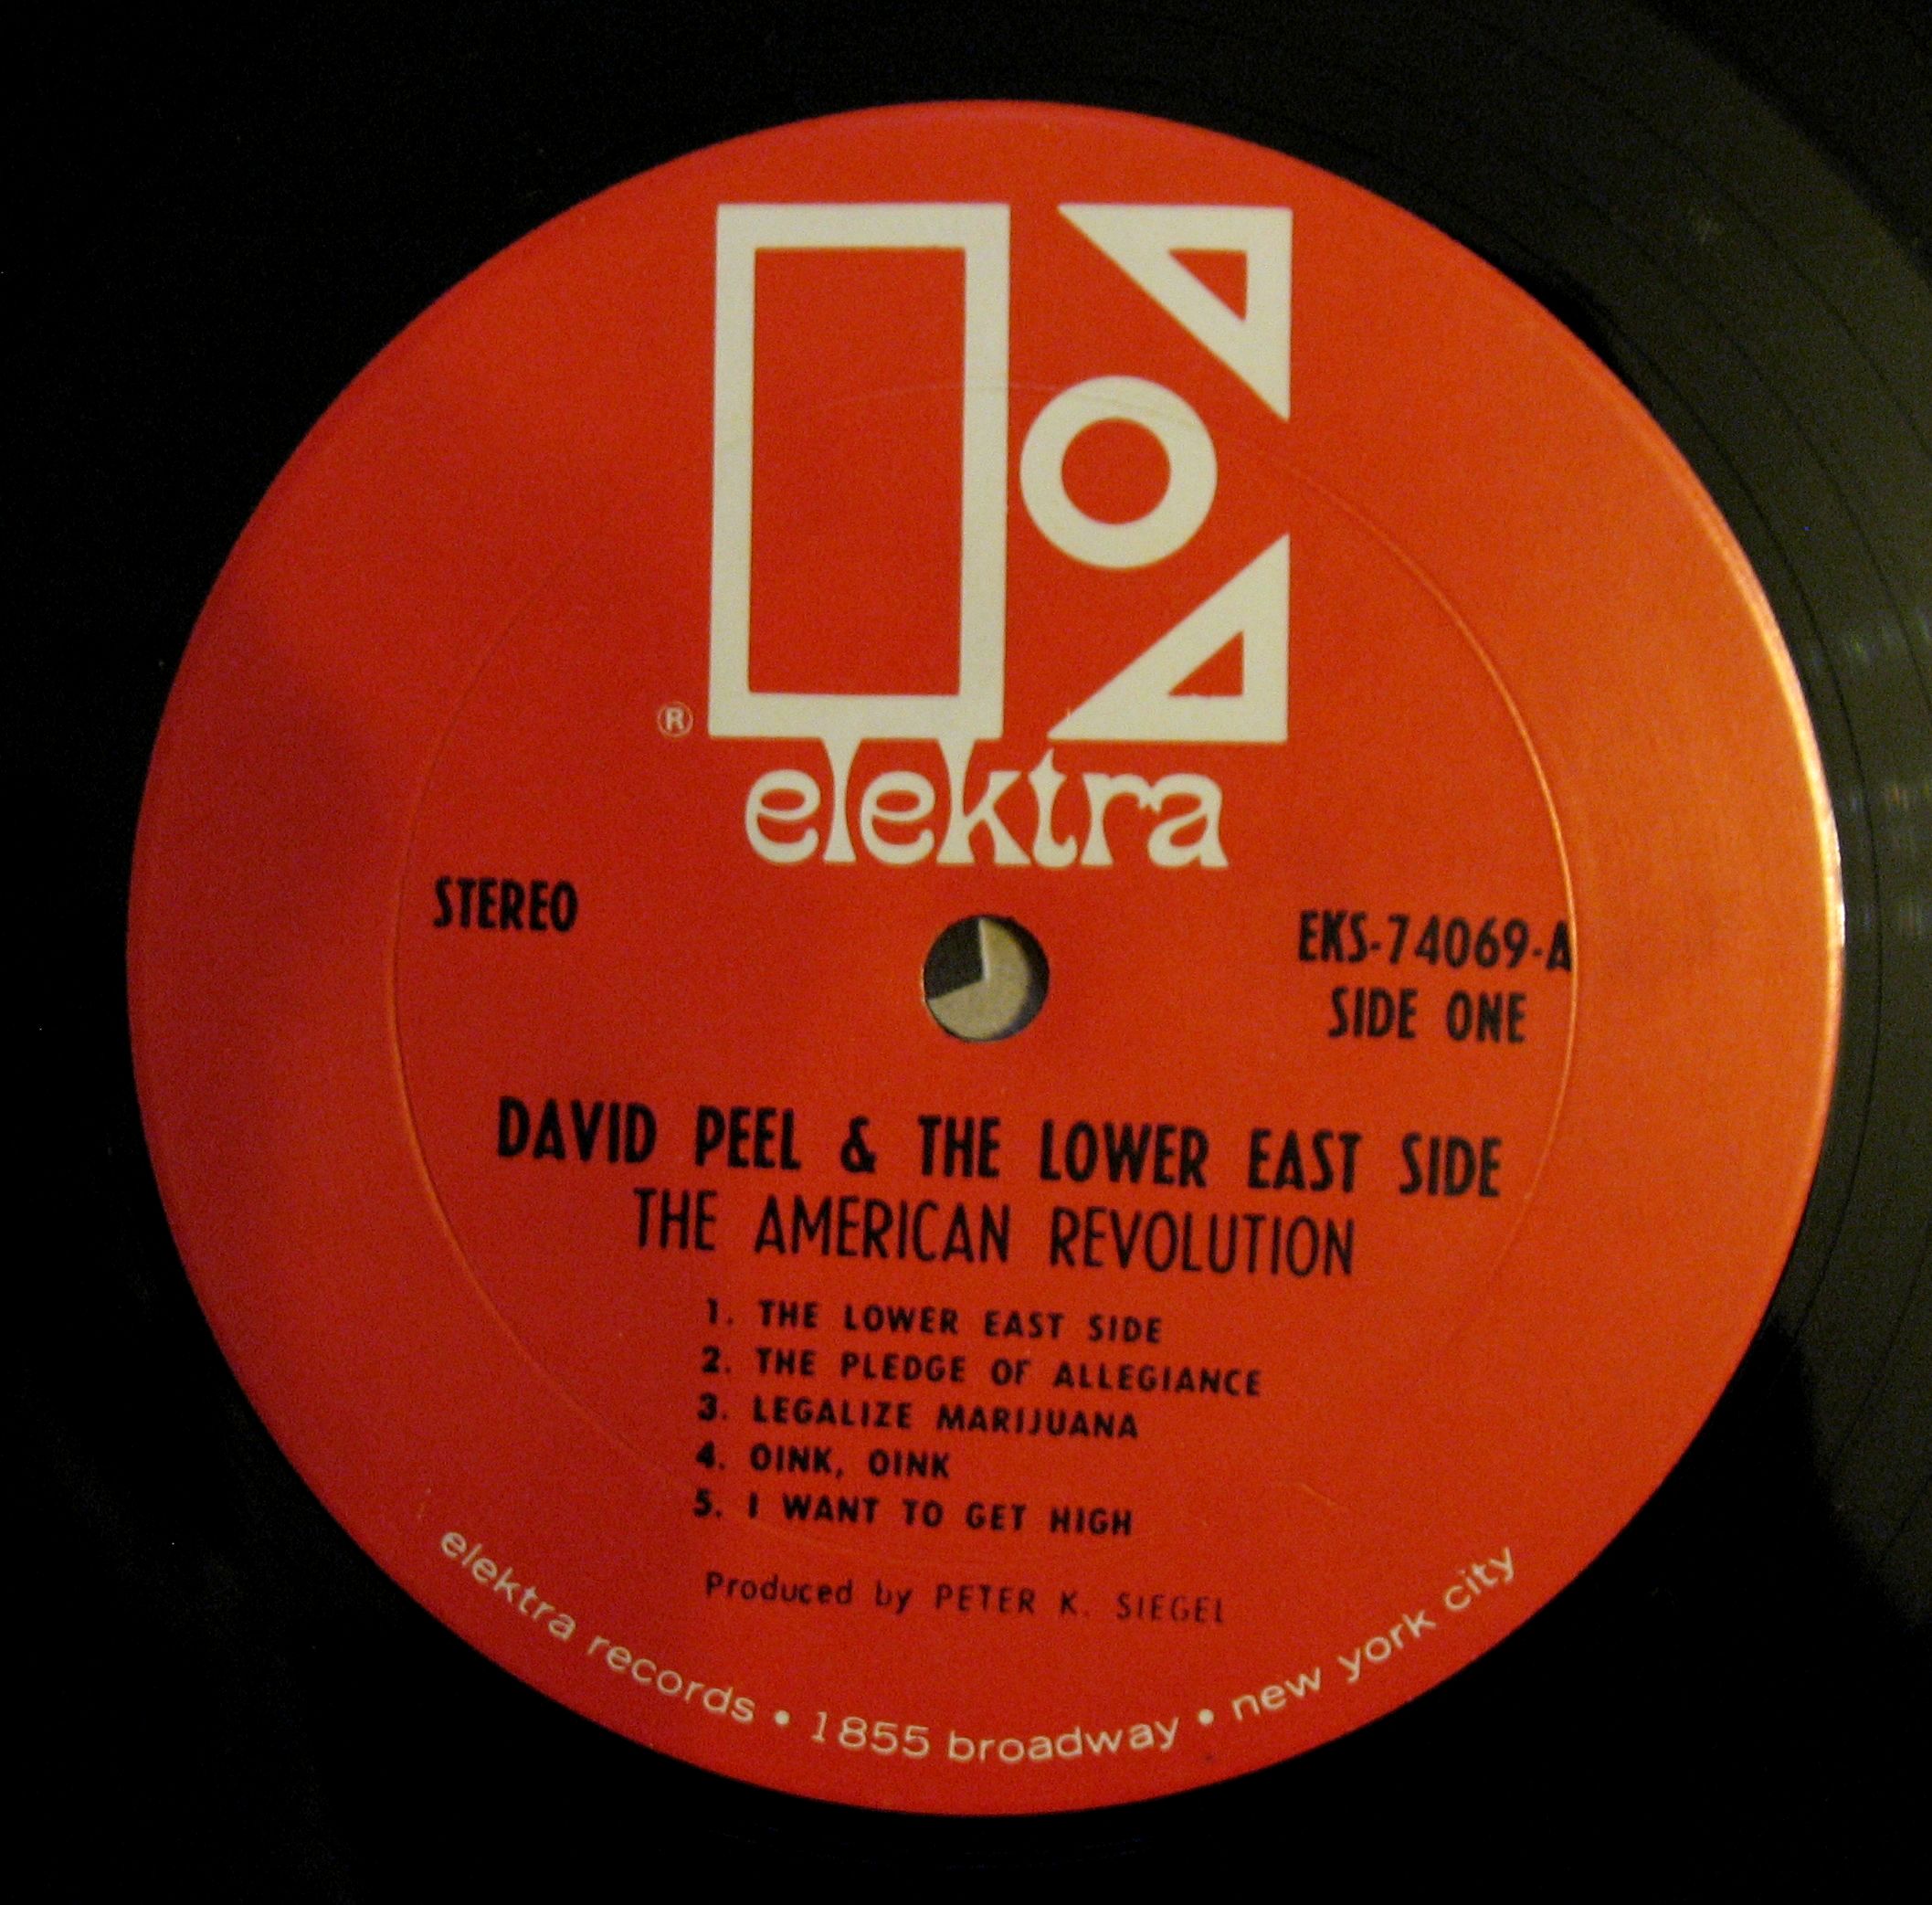 ®
elektra
STEREO
EKS-74069-A
SIDE ONE
DAVID PEEL & THE LOWER EAST SIDE
THE AMERICAN REVOLUTION
1. THE LOWER EAST SIDE
2. THE PLEDGE OF ALLEGIANCE
3. LEGALIZE MARIJUANA
4. OINK, OINK
5. I WANT TO GET HIGH
Produced by PETER K. SIEGEL
elektra records • 1855 broadway • new york city